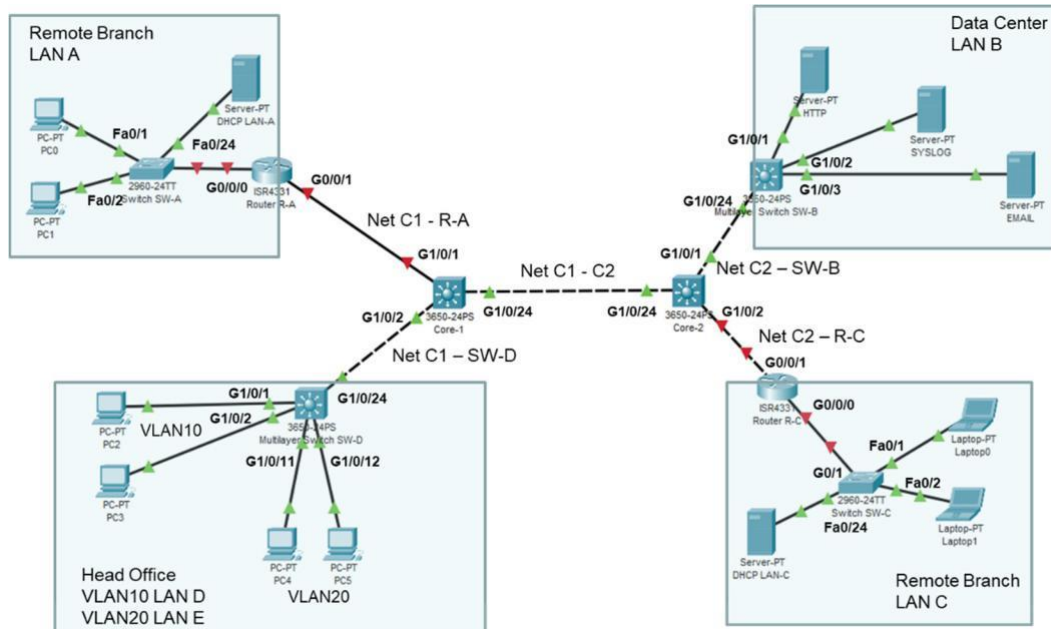 Remote Branch
LAN A
Server-PT
DHCP LAN-A
PC-PT
PC0
Fa0/1
Fa0/24
2960-24TT
Switch SW-A
G0/0/0
ISR4331
Router R-A
G0/0/1
Fa0/2
PC-PT
PC1
Net C1 - R-A
G1/0/1
Data Center
LAN B
Server-PT
HTTP
Server-PT
SYSLOG
G1/0/1
G1/0/2
G1/0/3
3650-24PS
Multilayer Switch SW-B
Server-PT
EMAIL
G1/0/24
G1/0/1
Net C2 – SW-B
Net C1 - C2
G1/0/2
3650-24PS
Core-1
G1/0/24
G1/0/24
3650-24PS
Core-2
G1/0/2
Net C2 – R-C
Net C1 – SW-D
G0/0/1
ISR4331
Router R-C
G0/0/0
G1/0/1
G1/0/2
G1/0/24
PC-PT
PC2
VLAN10
3650-24PS
Multilayer Switch SW-D
G1/0/11
G1/0/12
PC-PT
PC3
PC-PT
PC4
PC-PT
PC5
VLAN20
Head Office
VLAN10 LAN D
VLAN20 LAN E
Fa0/1
Laptop-PT
Laptop0
G0/1
Fa0/2
2960-24TT
Switch SW-C
Fa0/24
Laptop-PT
Laptop1
Server-PT
DHCP LAN-C
Remote Branch
LAN C